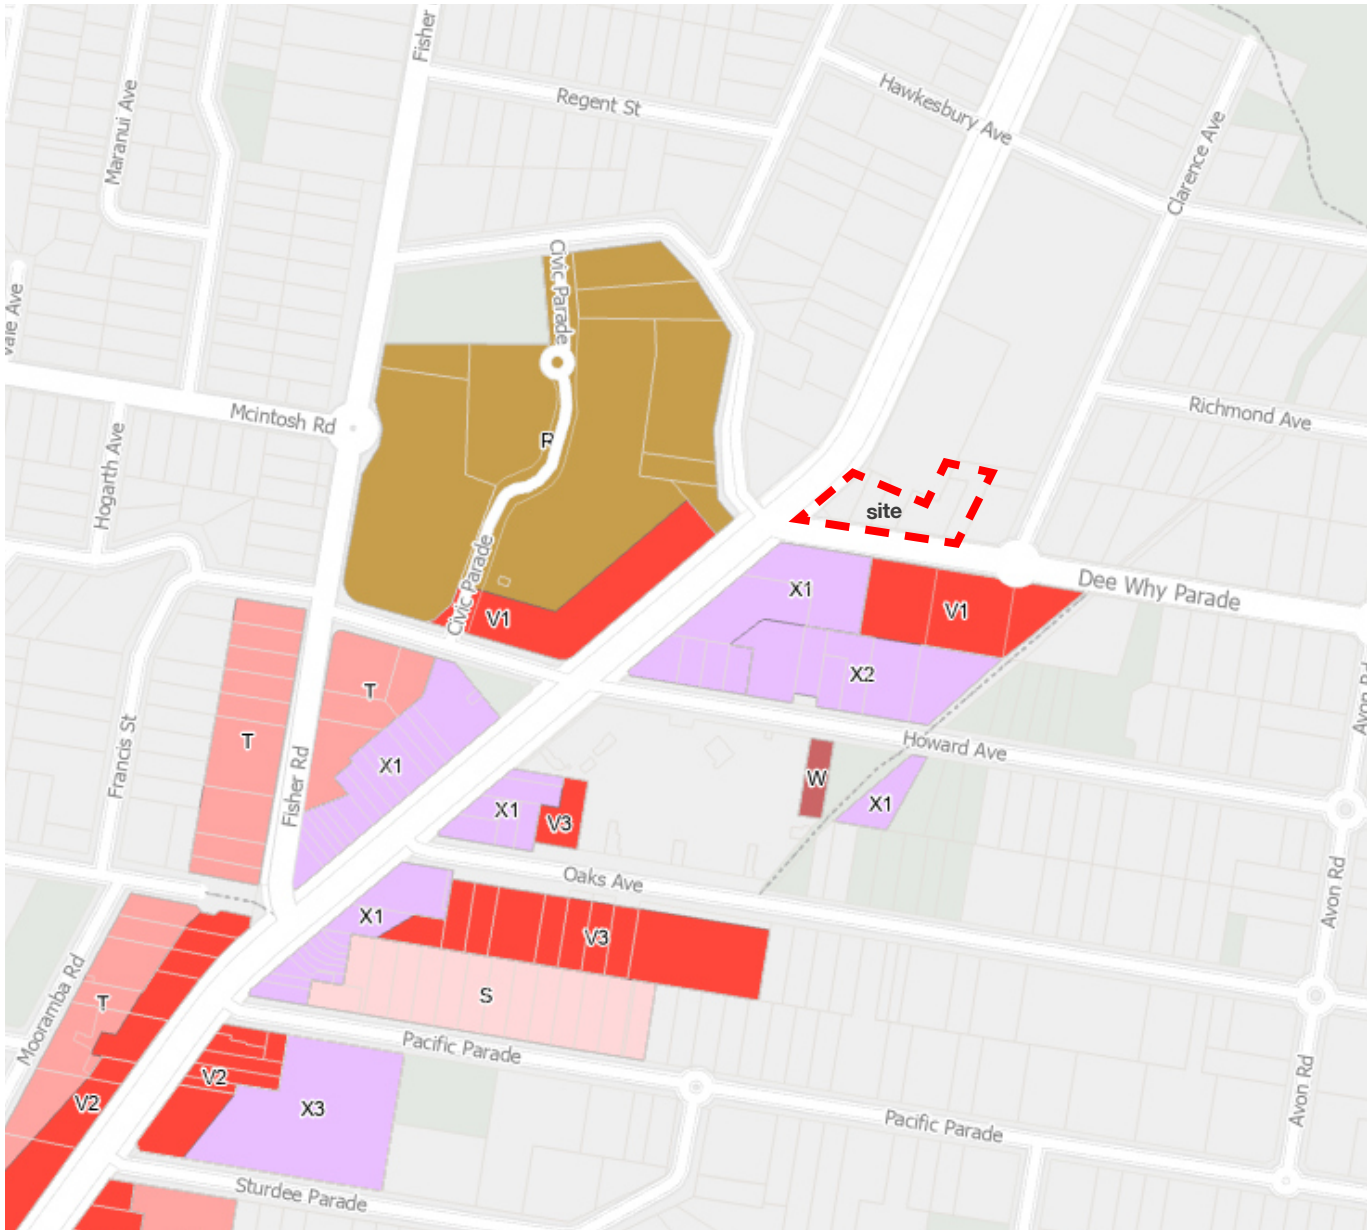 Fisher
Regent St
Hawkesbury Ave
Maranui Ave
Clarence Ave
Civic Parade
Ave
Mcintosh Rd
Richmond Ave
R
Hogarth Ave
site
Civic Parade
Dee Why Parade
X1
V1
V1
X2
T
T
Avon Rd
Francis St
Howard Ave
Fisher Rd
X1
W
X1
X1
V3
Oaks Ave
Avon Rd
X1
V3
Mooramba Rd
T
S
Pacific Parade
V2
V2
X3
Avon Rd
Pacific Parade
Sturdee Parade